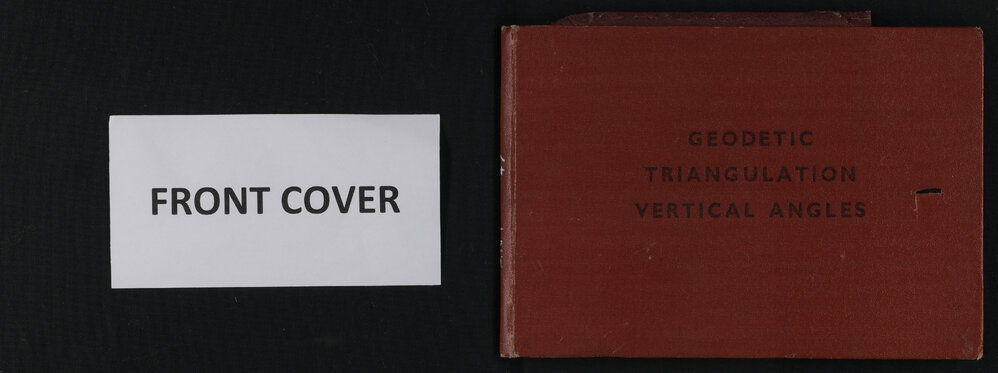 FRONT COVER
GEODETIC
TRIANGULATION
VERTICAL ANGLES